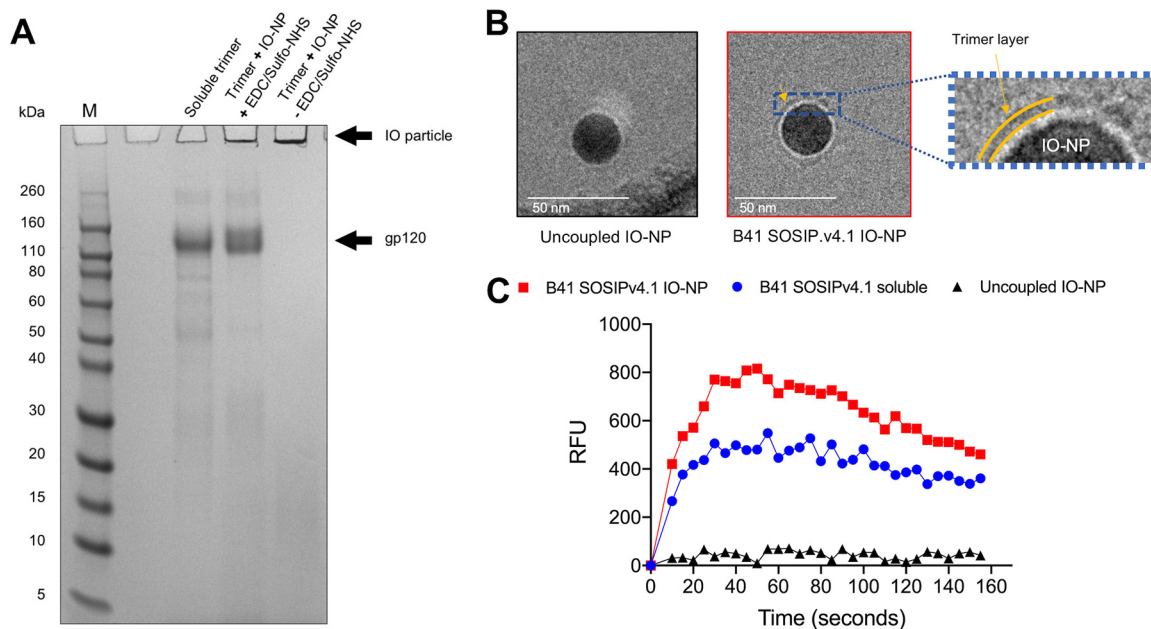 A
kDa
M
Soluble trimer
Trimer + IO-NP
+ EDC/Sulfo-NHS
Trimer + IO-NP
- EDC/Sulfo-NHS
IO particle
gp120
260
160
110
80
60
50
40
30
20
15
10
5
B
50 nm
Uncoupled IO-NP
50 nm
B41 SOSIP.v4.1 IO-NP
Trimer layer
IO-NP
C
B41 SOSIPv4.1 IO-NP
B41 SOSIPv4.1 soluble
Uncoupled IO-NP
RFU
1000
800
600
400
200
0
0 20 40 60 80 100 120 140 160
Time (seconds)